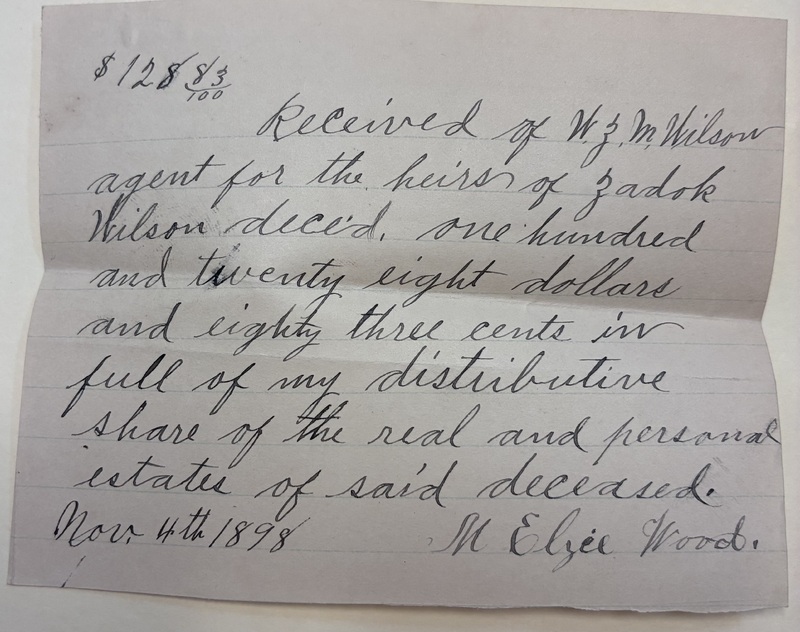 $128 83/100
Received of W. Z. M. Wilson
agent for the heirs of Zadok
Wilson dece'd. one hundred
and twenty eight dollars
and eighty three cents in
full of my distributive
share of the real and personal
estates of said deceased.
Nov. 4th 1898 M Elzie Wood.